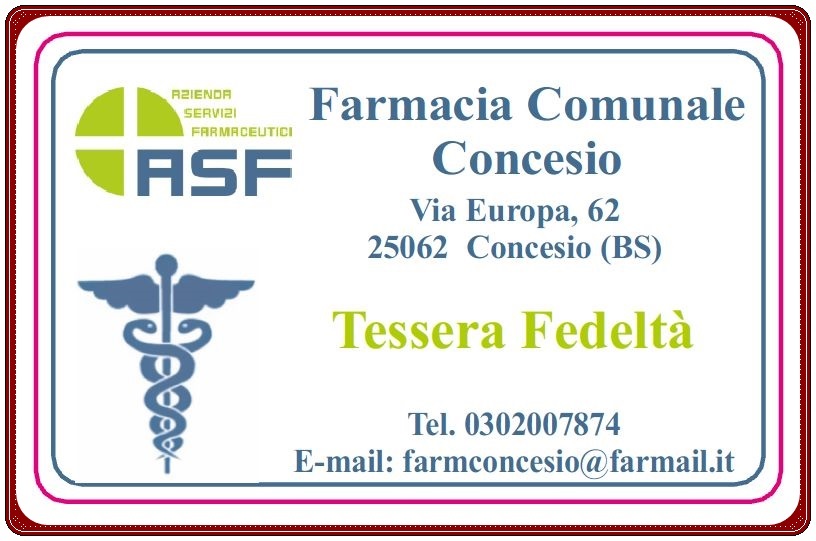 AZIENDA
SERVIZI
FARMACEUTICI
ASF
Farmacia Comunale
Concesio
Via Europa, 62
25062 Concesio (BS)
Tessera Fedeltà
Tel. 0302007874
E-mail: farmconcesio@farmail.it